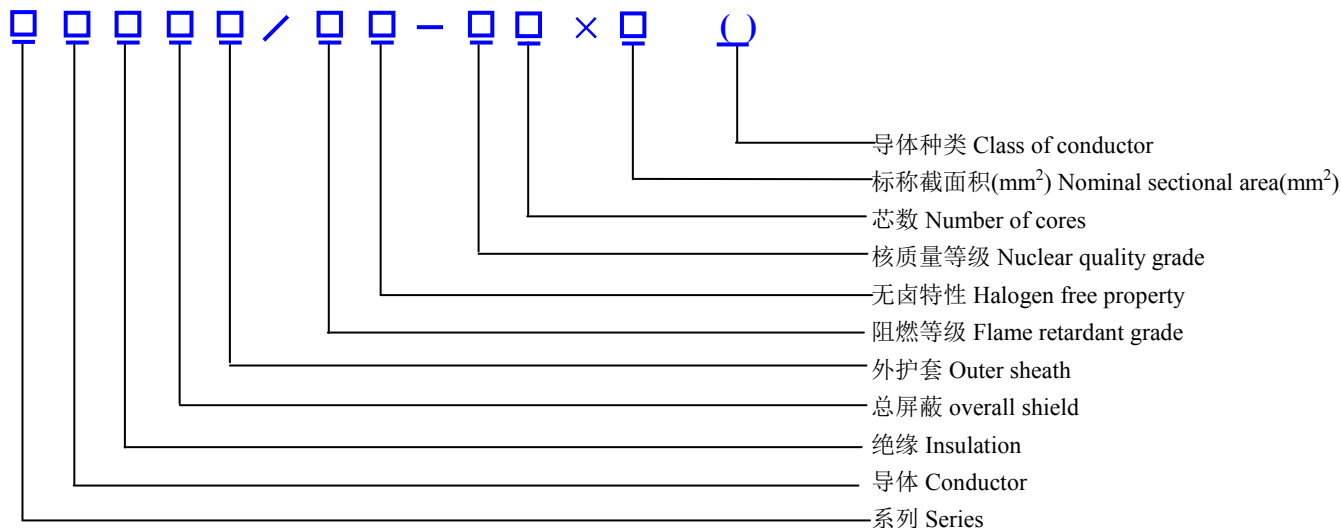 □ □ □ □ □ / □ □ − □ □ × □ ( )
导体种类 Class of conductor
标称截面积(mm²) Nominal sectional area(mm²)
芯数 Number of cores
核质量等级 Nuclear quality grade
无卤特性 Halogen free property
阻燃等级 Flame retardant grade
外护套 Outer sheath
总屏蔽 overall shield
绝缘 Insulation
导体 Conductor
系列 Series